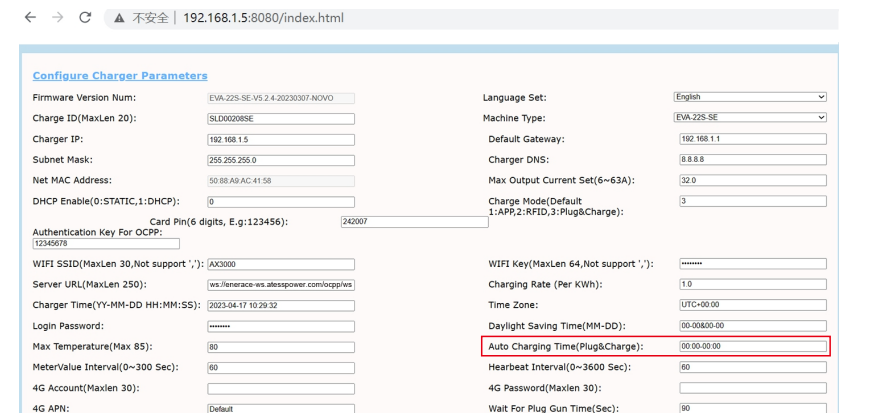 不安全 | 192.168.1.5:8080/index.html
Configure Charger Parameters
Firmware Version Num: EVA-22S-SE-V5.2.4-20230307-NOVO Language Set: English
Charge ID(MaxLen 20): SLD00208SE Machine Type: EVA-22S-SE
Charger IP: 192.168.1.5 Default Gateway: 192.168.1.1
Subnet Mask: 255.255.255.0 Charger DNS: 8.8.8.8
Net MAC Address: 50:88:A9:AC:41:58 Max Output Current Set(6~63A): 32.0
DHCP Enable(0:STATIC,1:DHCP): 0 Charge Mode(Default 3
1:APP,2:RFID,3:Plug&Charge):
Card Pin(6 digits, E.g:123456): 242007
Authentication Key For OCPP:
12345678
WIFI SSID(MaxLen 30,Not support ','): AX3000 WIFI Key(MaxLen 64,Not support ','): ••••••••
Server URL(MaxLen 250): ws://enerace-ws.atesspower.com/ocpp/ws Charging Rate (Per KWh): 1.0
Charger Time(YY-MM-DD HH:MM:SS): 2023-04-17 10:29:32 Time Zone: UTC+00:00
Login Password: •••••••• Daylight Saving Time(MM-DD): 00-00&00-00
Max Temperature(Max 85): 80 Auto Charging Time(Plug&Charge): 00:00-00:00
MeterValue Interval(0~300 Sec): 60 Hearbeat Interval(0~3600 Sec): 60
4G Account(Maxlen 30): 4G Password(Maxlen 30):
4G APN: Default Wait For Plug Gun Time(Sec): 90